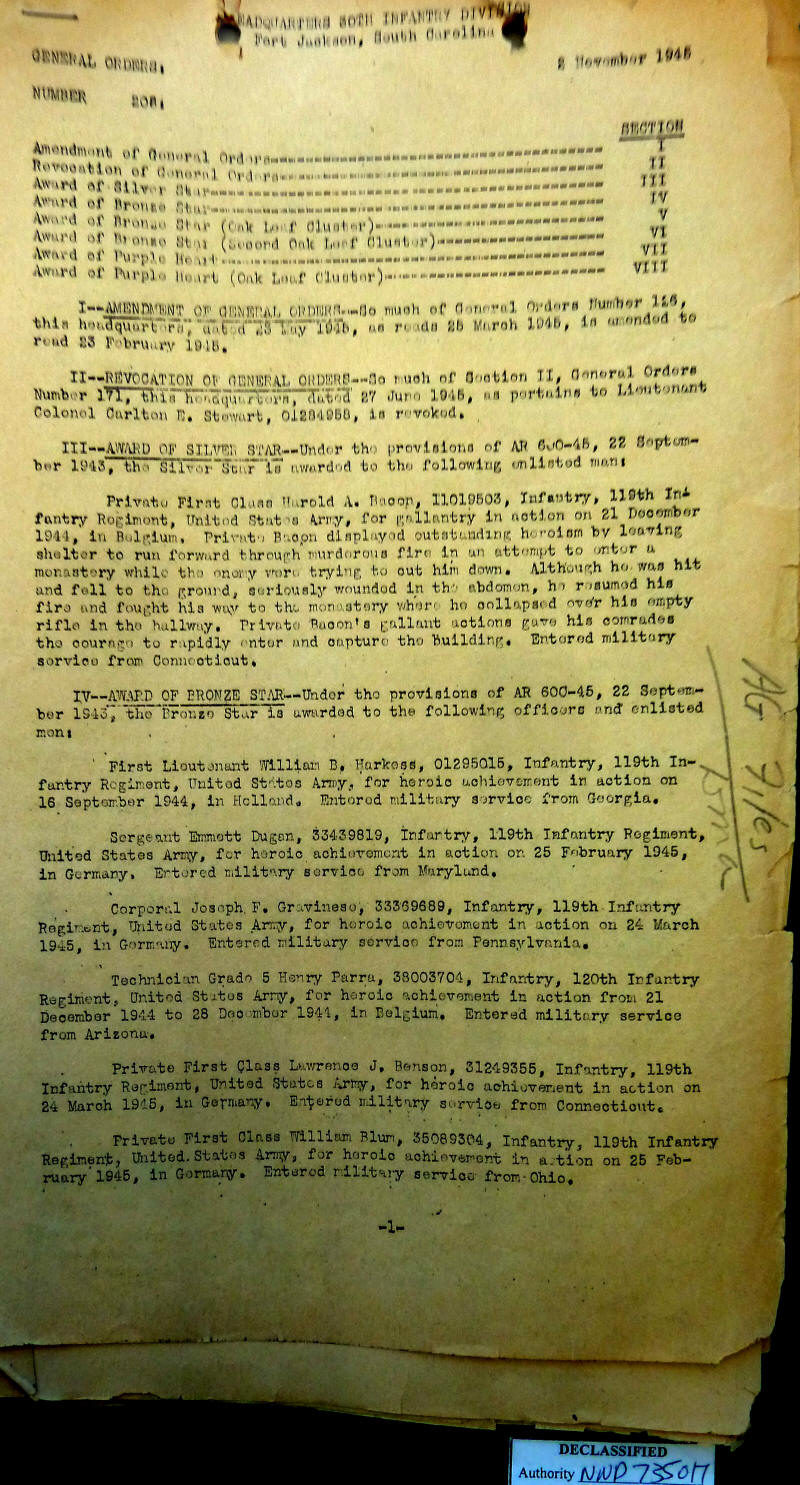 HEADQUARTERS 30TH INFANTRY DIVISION
Fort Jackson, South Carolina
GENERAL ORDERS,
2 November 1945
NUMBER 208.
SECTION
Amendment of General Orders---------- I
Revocation of General Orders---------- II
Award of Silver Star---------- III
Award of Bronze Star---------- IV
Award of Bronze Star (Oak Leaf Cluster)---------- V
Award of Bronze Star (Second Oak Leaf Cluster)---------- VI
Award of Purple Heart---------- VII
Award of Purple Heart (Oak Leaf Cluster)---------- VIII
I--AMENDMENT OF GENERAL ORDERS.--So much of General Orders Number 126,
this headquarters, dated 23 May 1945, as reads 25 March 1945, is amended to
read 23 February 1945.
II--REVOCATION OF GENERAL ORDERS--So much of Section II, General Orders
Number 171, this headquarters, dated 27 June 1945, as pertains to Lieutenant
Colonel Carlton E. Stewart, is revoked.
III--AWARD OF SILVER STAR--Under the provisions of AR 600-45, 22 Septem-
ber 1943, the Silver Star is awarded to the following enlisted man:
Private First Class Harold A. Bacon, 11019503, Infantry, 119th In-
fantry Regiment, United States Army, for gallantry in action on 21 December
1944, in Belgium. Private Bacon displayed outstanding heroism by leaving
shelter to run forward through murderous fire in an attempt to enter a
monastery while the enemy were trying to cut him down. Although he was hit
and fell to the ground, seriously wounded in the abdomen, he resumed his
fire and fought his way to the monastery where he collapsed over his empty
rifle in the hallway. Private Bacon's gallant actions gave his comrades
the courage to rapidly enter and capture the building. Entered military
service from Connecticut.
IV--AWARD OF BRONZE STAR--Under the provisions of AR 600-45, 22 Septem-
ber 1943, the Bronze Star is awarded to the following officers and enlisted
men:
First Lieutenant William B. Harkess, 01295015, Infantry, 119th In-
fantry Regiment, United States Army, for heroic achievement in action on
16 September 1944, in Holland. Entered military service from Georgia.
Sergeant Emmett Dugan, 33439819, Infantry, 119th Infantry Regiment,
United States Army, for heroic achievement in action on 25 February 1945,
in Germany. Entered military service from Maryland.
Corporal Joseph F. Gravinese, 33369689, Infantry, 119th Infantry
Regiment, United States Army, for heroic achievement in action on 24 March
1945, in Germany. Entered military service from Pennsylvania.
Technician Grade 5 Henry Parra, 38003704, Infantry, 120th Infantry
Regiment, United States Army, for heroic achievement in action from 21
December 1944 to 28 December 1944, in Belgium. Entered military service
from Arizona.
Private First Class Lawrence J. Benson, 31249355, Infantry, 119th
Infantry Regiment, United States Army, for heroic achievement in action on
24 March 1945, in Germany. Entered military service from Connecticut.
Private First Class William Blum, 35089304, Infantry, 119th Infantry
Regiment, United States Army, for heroic achievement in action on 25 Feb-
ruary 1945, in Germany. Entered military service from Ohio.
-1-
AG Files
DECLASSIFIED
Authority NND 735017